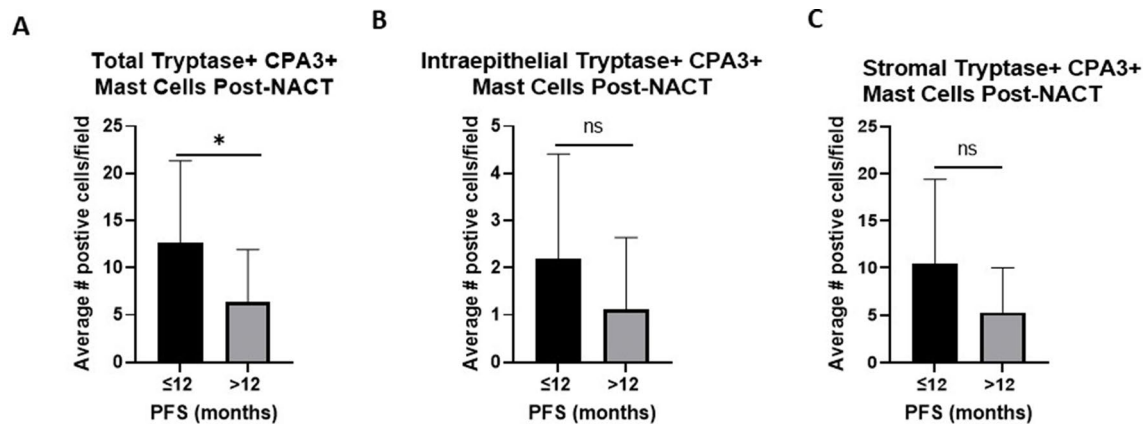 A
Total Tryptase+ CPA3+
Mast Cells Post-NACT
Average # postive cells/field
25
20
15
10
5
0
*
≤12
>12
PFS (months)
B
Intraepithelial Tryptase+ CPA3+
Mast Cells Post-NACT
Average # postive cells/field
5
4
3
2
1
0
ns
≤12
>12
PFS (months)
C
Stromal Tryptase+ CPA3+
Mast Cells Post-NACT
Average # postive cells/field
25
20
15
10
5
0
ns
≤12
>12
PFS (months)